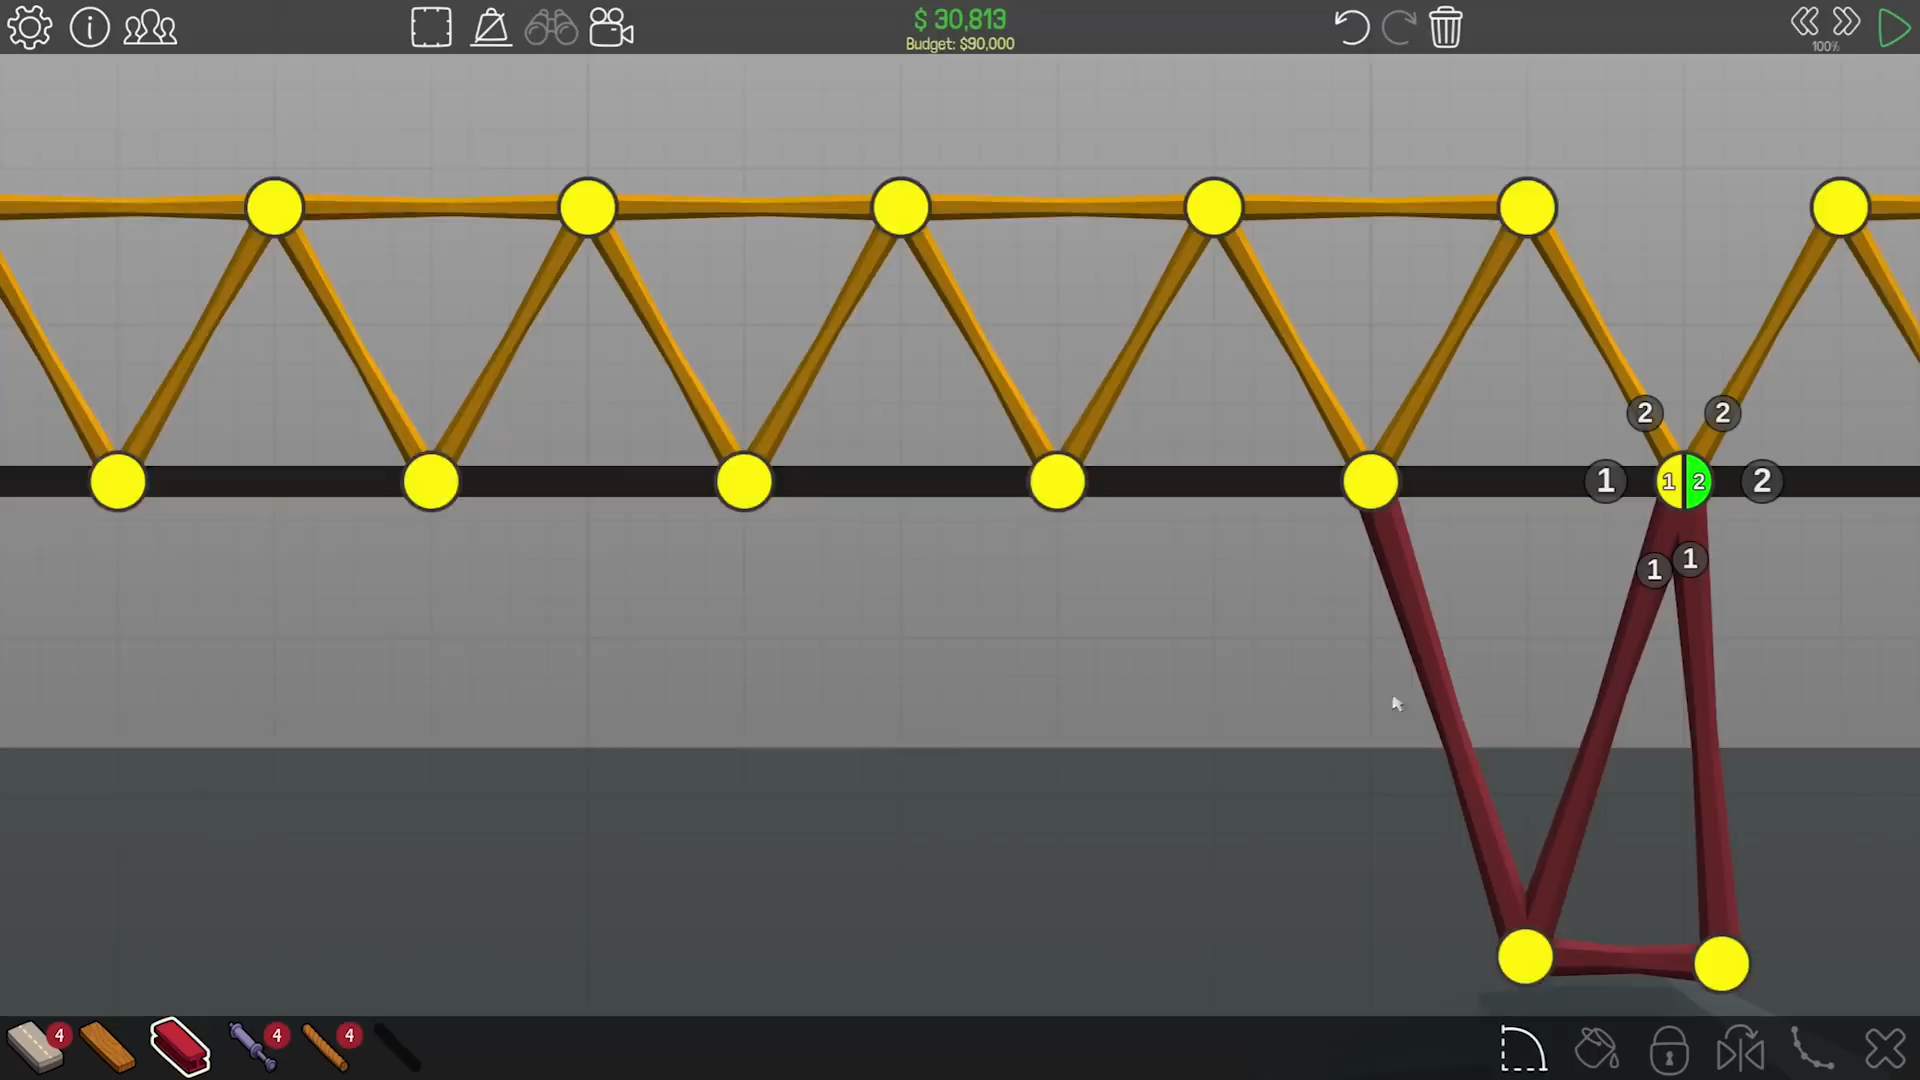 $ 30,813
Budget: $90,000
100%
2 2
1 1 2 2
1 1
4 4 4